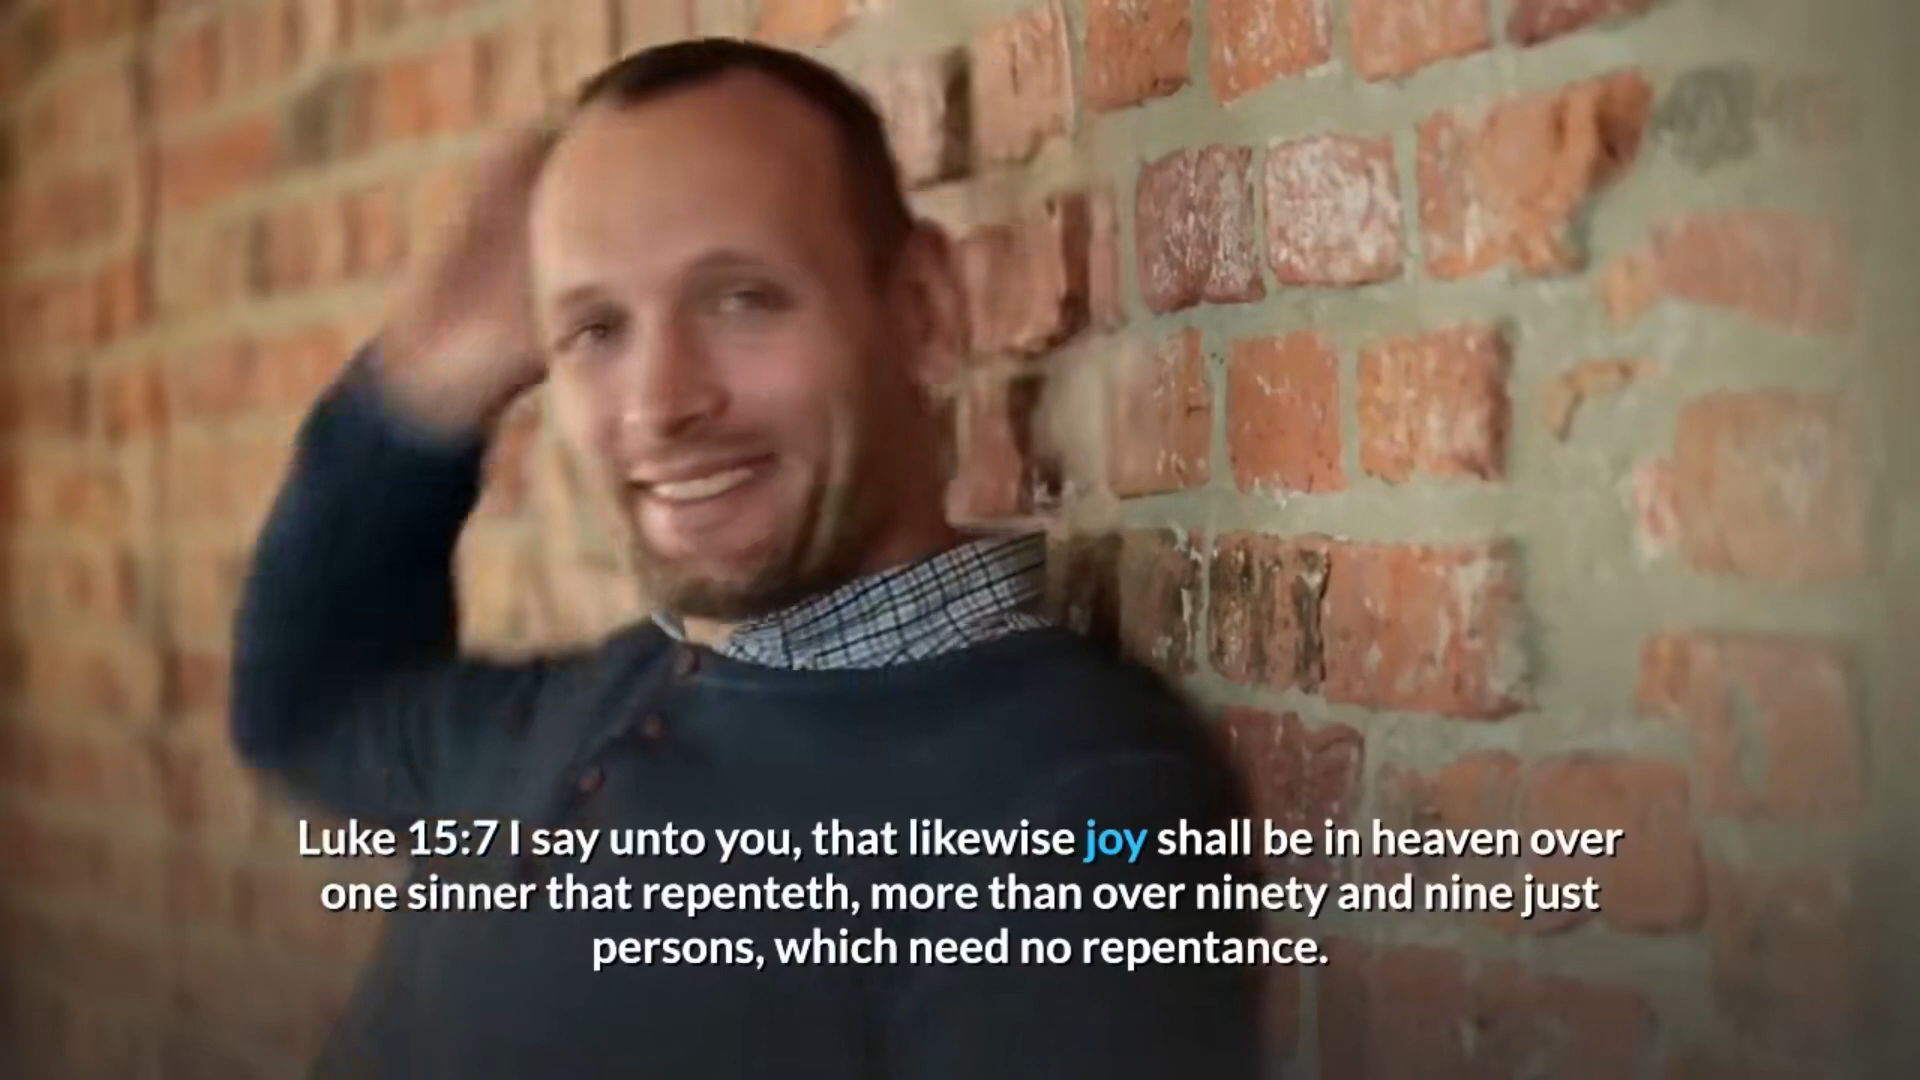 Luke 15:7 I say unto you, that likewise joy shall be in heaven over
one sinner that repenteth, more than over ninety and nine just
persons, which need no repentance.